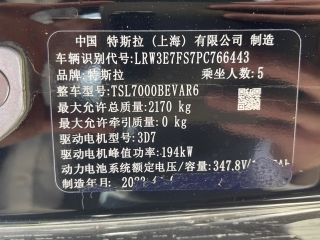 中国 特斯拉 (上海) 有限公司 制造
车辆识别代号:LRW3E7FS7PC766443
品牌:特斯拉 乘坐人数:5
整车型号:TSL7000BEVAR6
最大允许总质量:2170 kg
最大允许牵引质量:0 kg
驱动电机型号:3D7
驱动电机峰值功率:194kW
动力电池系统额定电压/容量:347.8V/
制造年月: